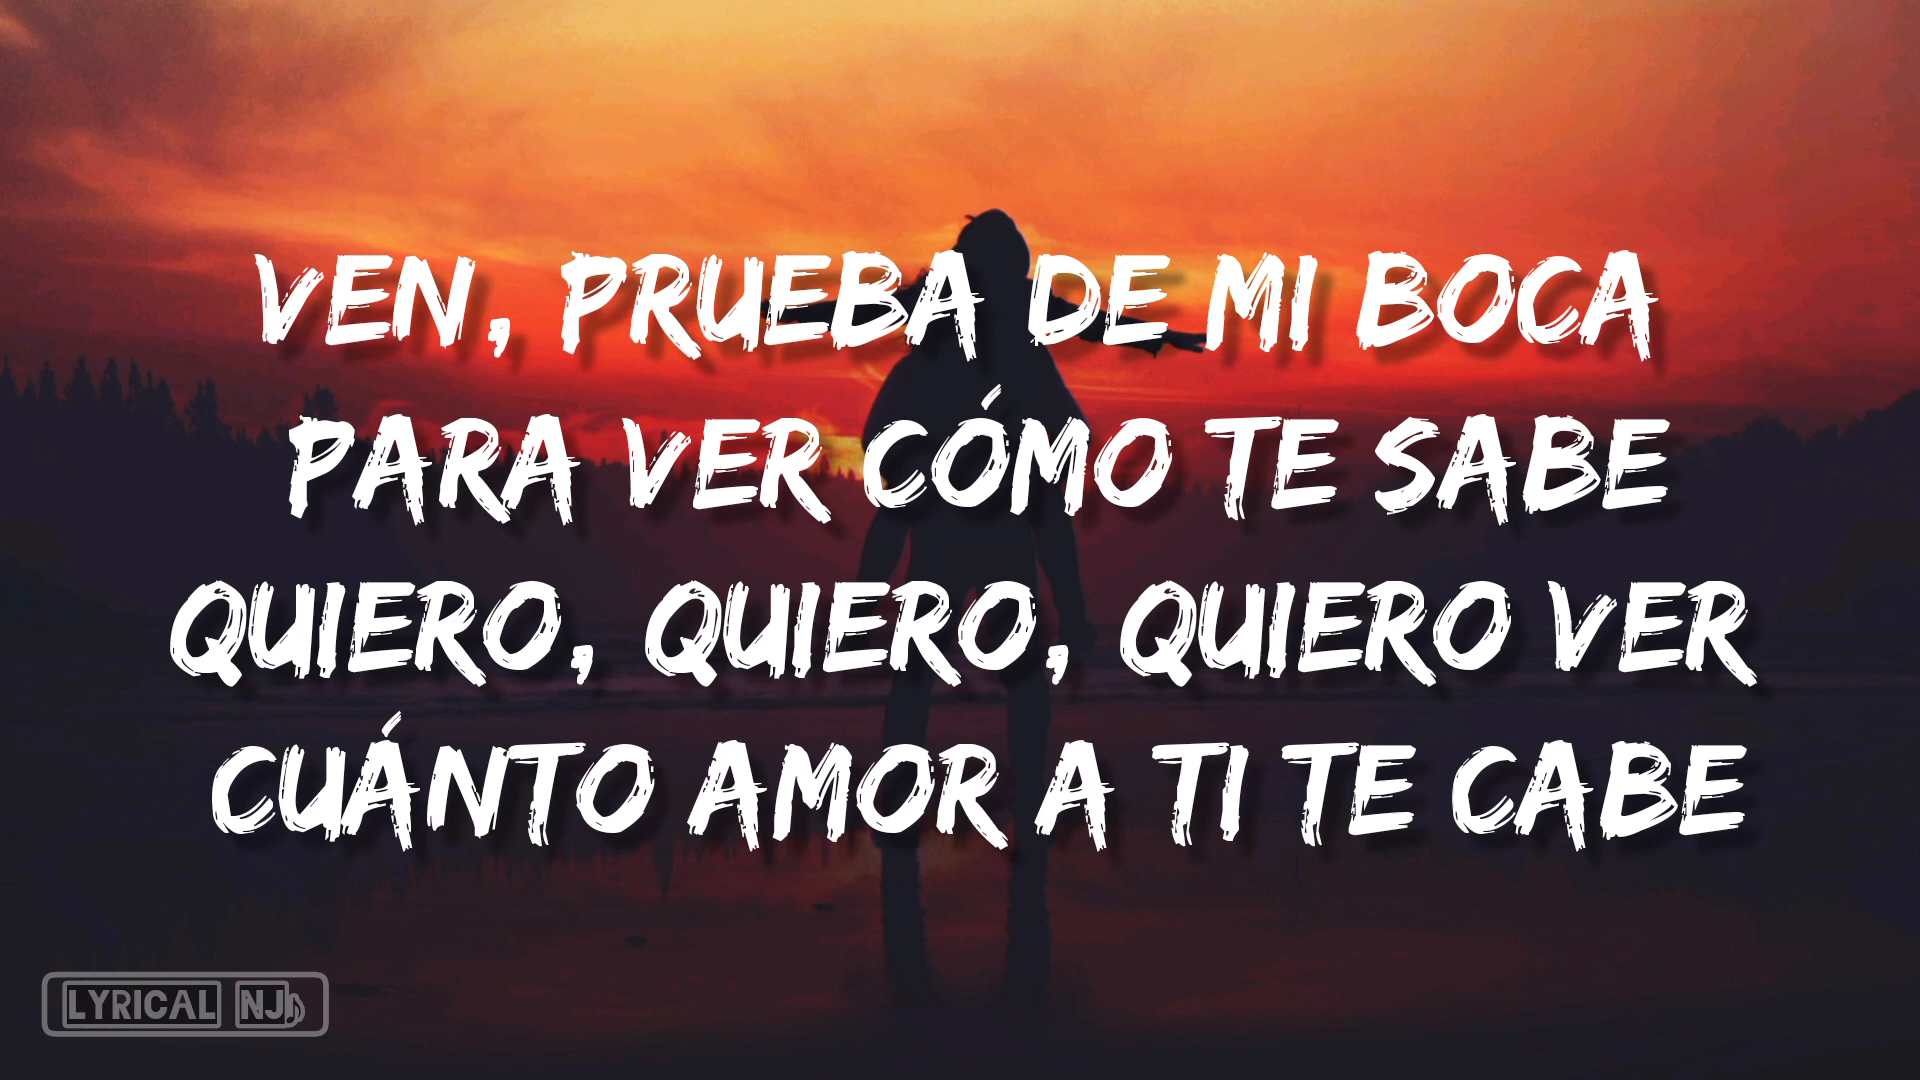 VEN, PRUEBA DE MI BOCA
PARA VER CÓMO TE SABE
QUIERO, QUIERO, QUIERO VER
CUÁNTO AMOR A TI TE CABE
LYRICAL NJ